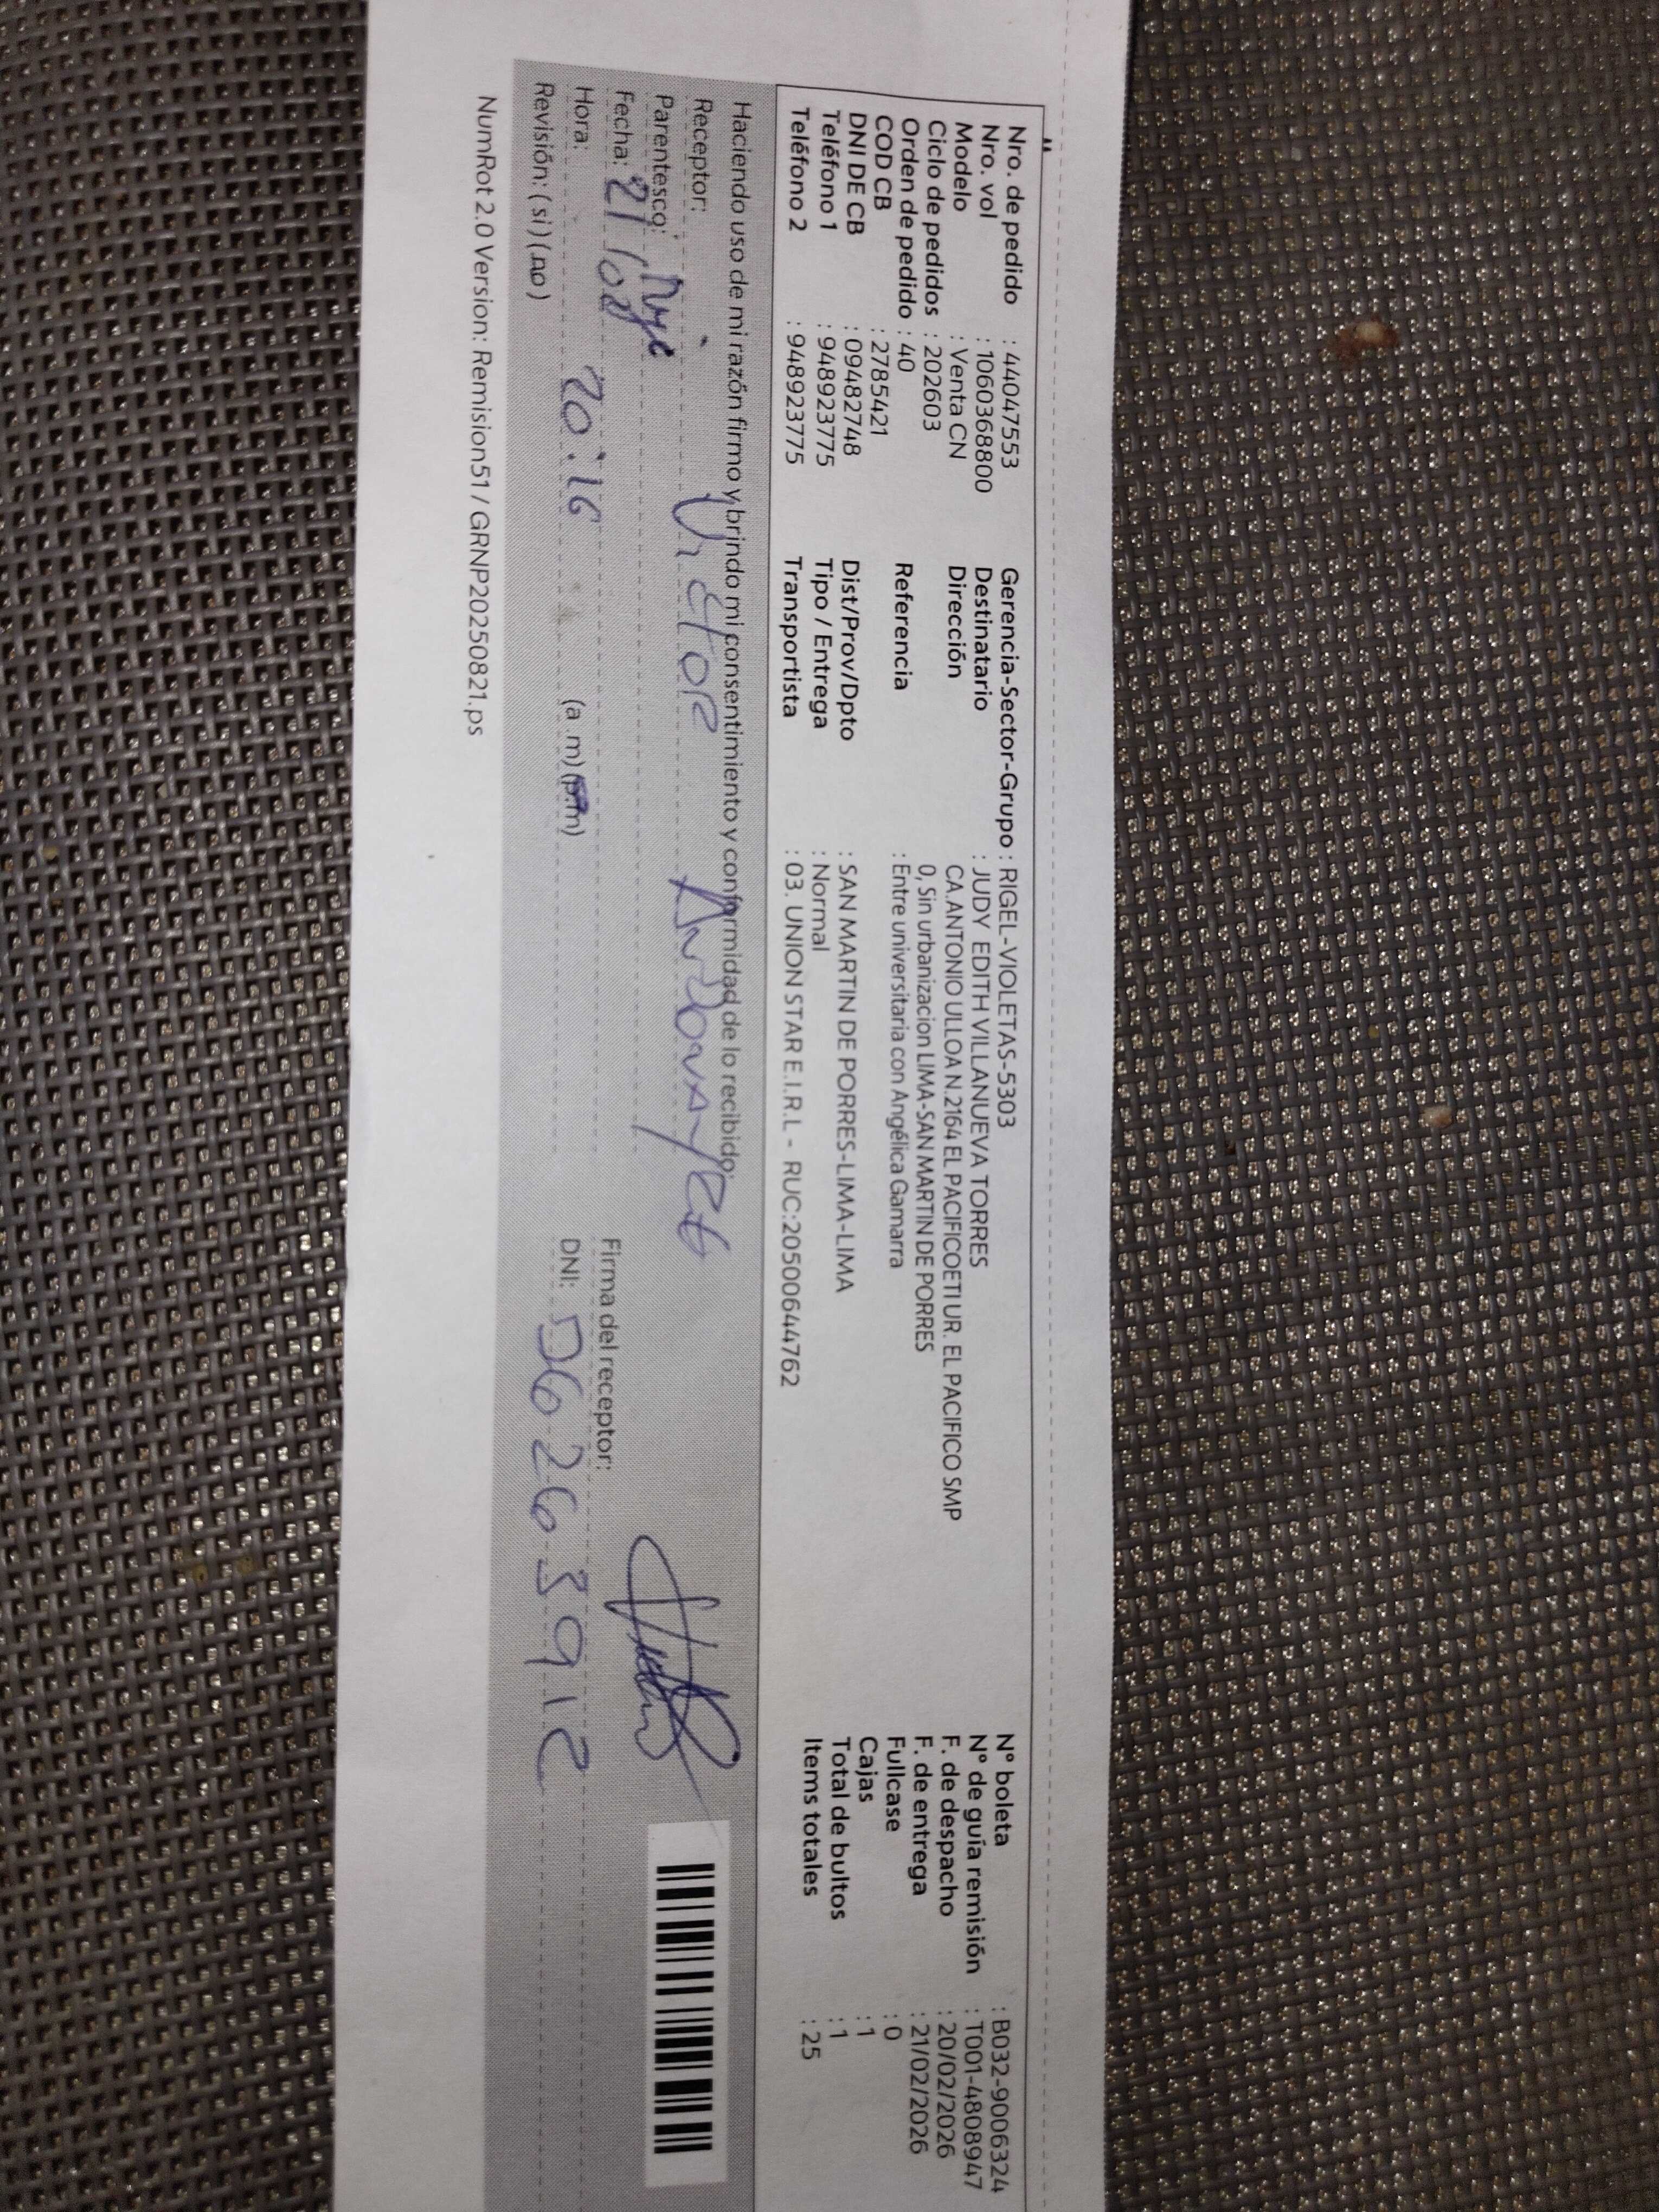 Nro. de pedido : 44047553
Nro. vol : 1060368800
Modelo : Venta CN
Ciclo de pedidos : 202603
Orden de pedido : 40
COD CB : 2785421
DNI DE CB : 09482748
Teléfono 1 : 948923775
Teléfono 2 : 948923775
Gerencia-Sector-Grupo : RIGEL-VIOLETAS-5303
Destinatario : JUDY EDITH VILLANUEVA TORRES
Dirección CA.ANTONIO ULLOA N.2164 EL PACIFICOETI UR. EL PACIFICO SMP
0, Sin urbanizacion LIMA-SAN MARTIN DE PORRES
Referencia : Entre universitaria con Angélica Gamarra
Dist/Prov/Dpto : SAN MARTIN DE PORRES-LIMA-LIMA
Tipo / Entrega : Normal
Transportista : 03. UNION STAR E.I.R.L - RUC:20500644762
N° boleta : B032-9006324
N° de guía remisión : T001-4808947
F. de despacho : 20/02/2026
F. de entrega : 21/02/2026
Fullcase : 0
Cajas : 1
Total de bultos : 1
Items totales : 25
Haciendo uso de mi razón firmo y brindo mi consentimiento y conformidad de lo recibido:
Receptor: Victor
Parentesco:
Fecha: 21/02
Hora: 20:16 (a. m) (p.m)
Revisión: ( si ) ( no )
Firma del receptor:
DNI: 06263912
NumRot 2.0 Version: Remision51 / GRNP20250821.ps